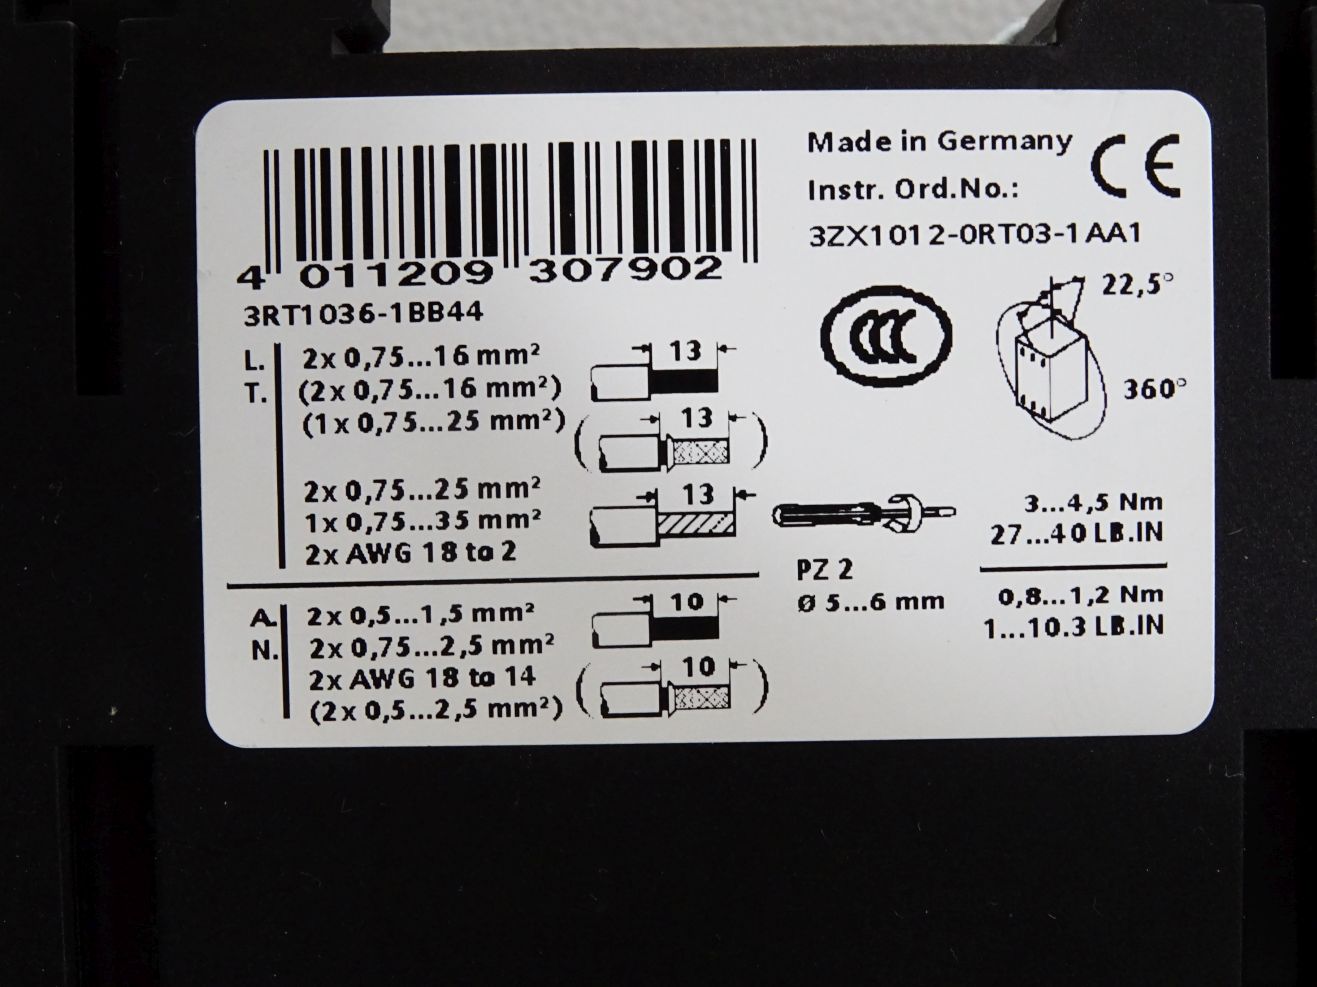 Made in Germany CE
Instr. Ord.No.:
3ZX1012-0RT03-1AA1
4 011209 307902
3RT1036-1BB44
22,5°
360°
L. 2x 0,75...16 mm² 13
T. (2x 0,75...16 mm²)
(1x 0,75...25 mm²) ( 13 )
2x 0,75...25 mm² 13
1x 0,75...35 mm²
2x AWG 18 to 2
3...4,5 Nm
27...40 LB.IN
PZ 2
Ø 5...6 mm
0,8...1,2 Nm
1...10.3 LB.IN
A. 2x 0,5...1,5 mm² 10
N. 2x 0,75...2,5 mm²
2x AWG 18 to 14 ( 10 )
(2x 0,5...2,5 mm²)
CCC